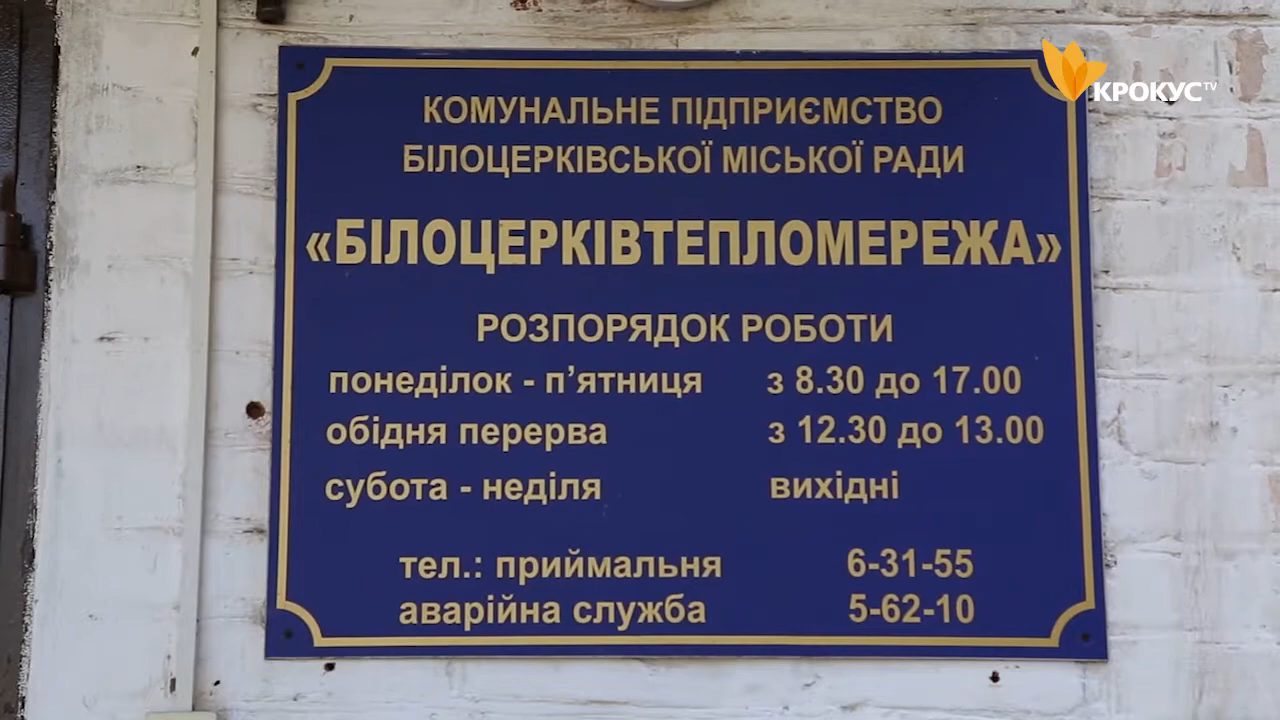 КРОКУС TV
КОМУНАЛЬНЕ ПІДПРИЄМСТВО
БІЛОЦЕРКІВСЬКОЇ МІСЬКОЇ РАДИ
«БІЛОЦЕРКІВТЕПЛОМЕРЕЖА»
РОЗПОРЯДОК РОБОТИ
понеділок - п’ятниця з 8.30 до 17.00
обідня перерва з 12.30 до 13.00
субота - неділя вихідні
тел.: приймальня 6-31-55
аварійна служба 5-62-10